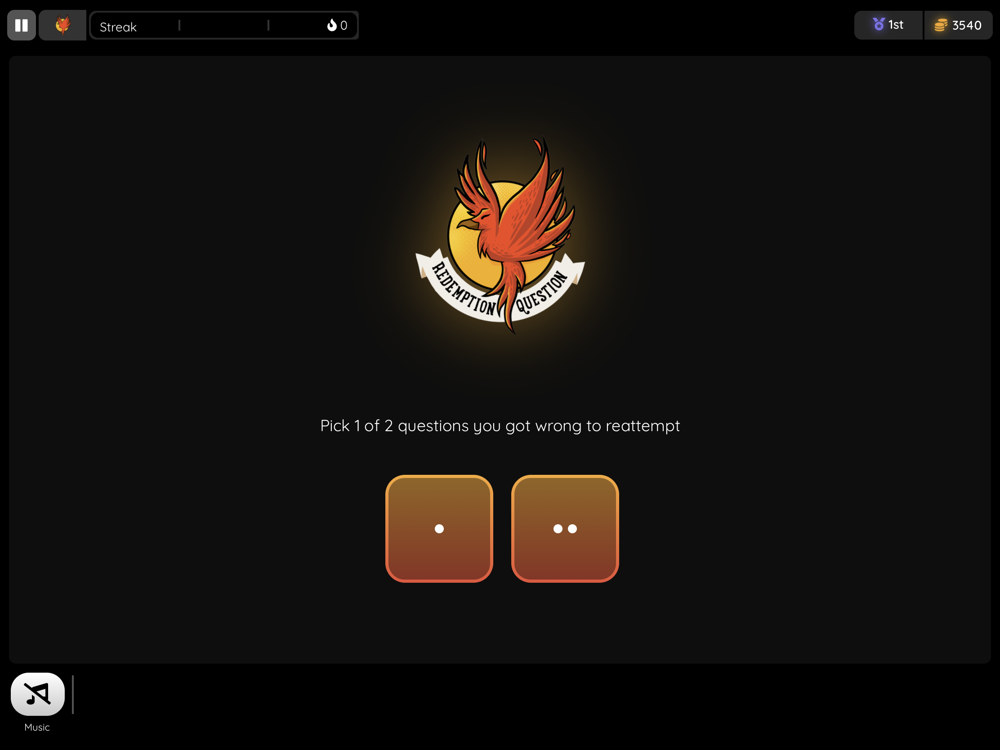 Streak
0
1st
3540
REDEMPTION QUESTION
Pick 1 of 2 questions you got wrong to reattempt
Music